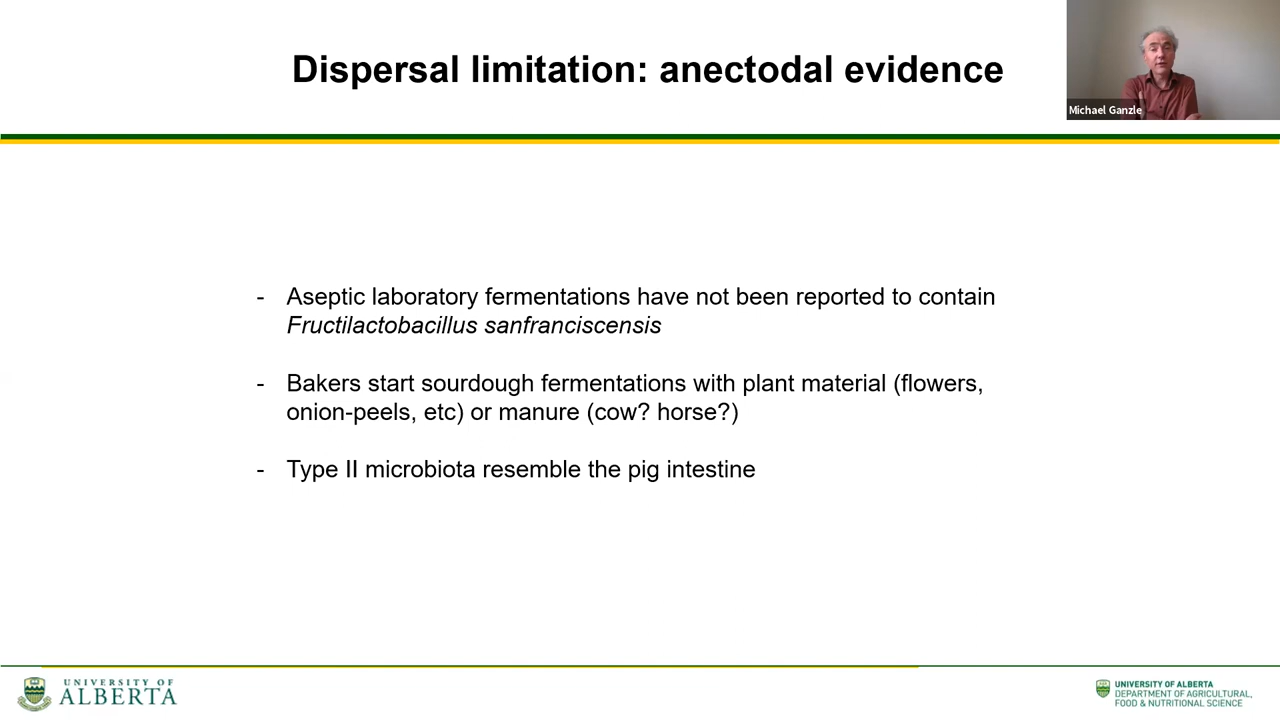 Dispersal limitation: anectodal evidence
Michael Ganzle
- Aseptic laboratory fermentations have not been reported to contain
Fructilactobacillus sanfranciscensis
- Bakers start sourdough fermentations with plant material (flowers,
onion-peels, etc) or manure (cow? horse?)
- Type II microbiota resemble the pig intestine
UNIVERSITY OF
ALBERTA
UNIVERSITY OF ALBERTA
DEPARTMENT OF AGRICULTURAL,
FOOD & NUTRITIONAL SCIENCE